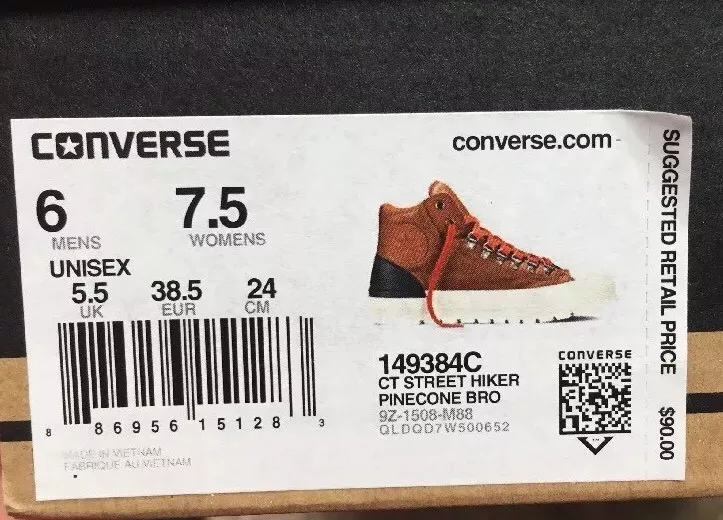 CONVERSE
converse.com
6
MENS
7.5
WOMENS
UNISEX
5.5
UK
38.5
EUR
24
CM
8 86956 15128 3
MADE IN VIETNAM
FABRIQUE AU VIETNAM
149384C
CT STREET HIKER
PINECONE BRO
9Z-1508-M88
QLDQD7W500652
CONVERSE
SUGGESTED RETAIL PRICE $90.00